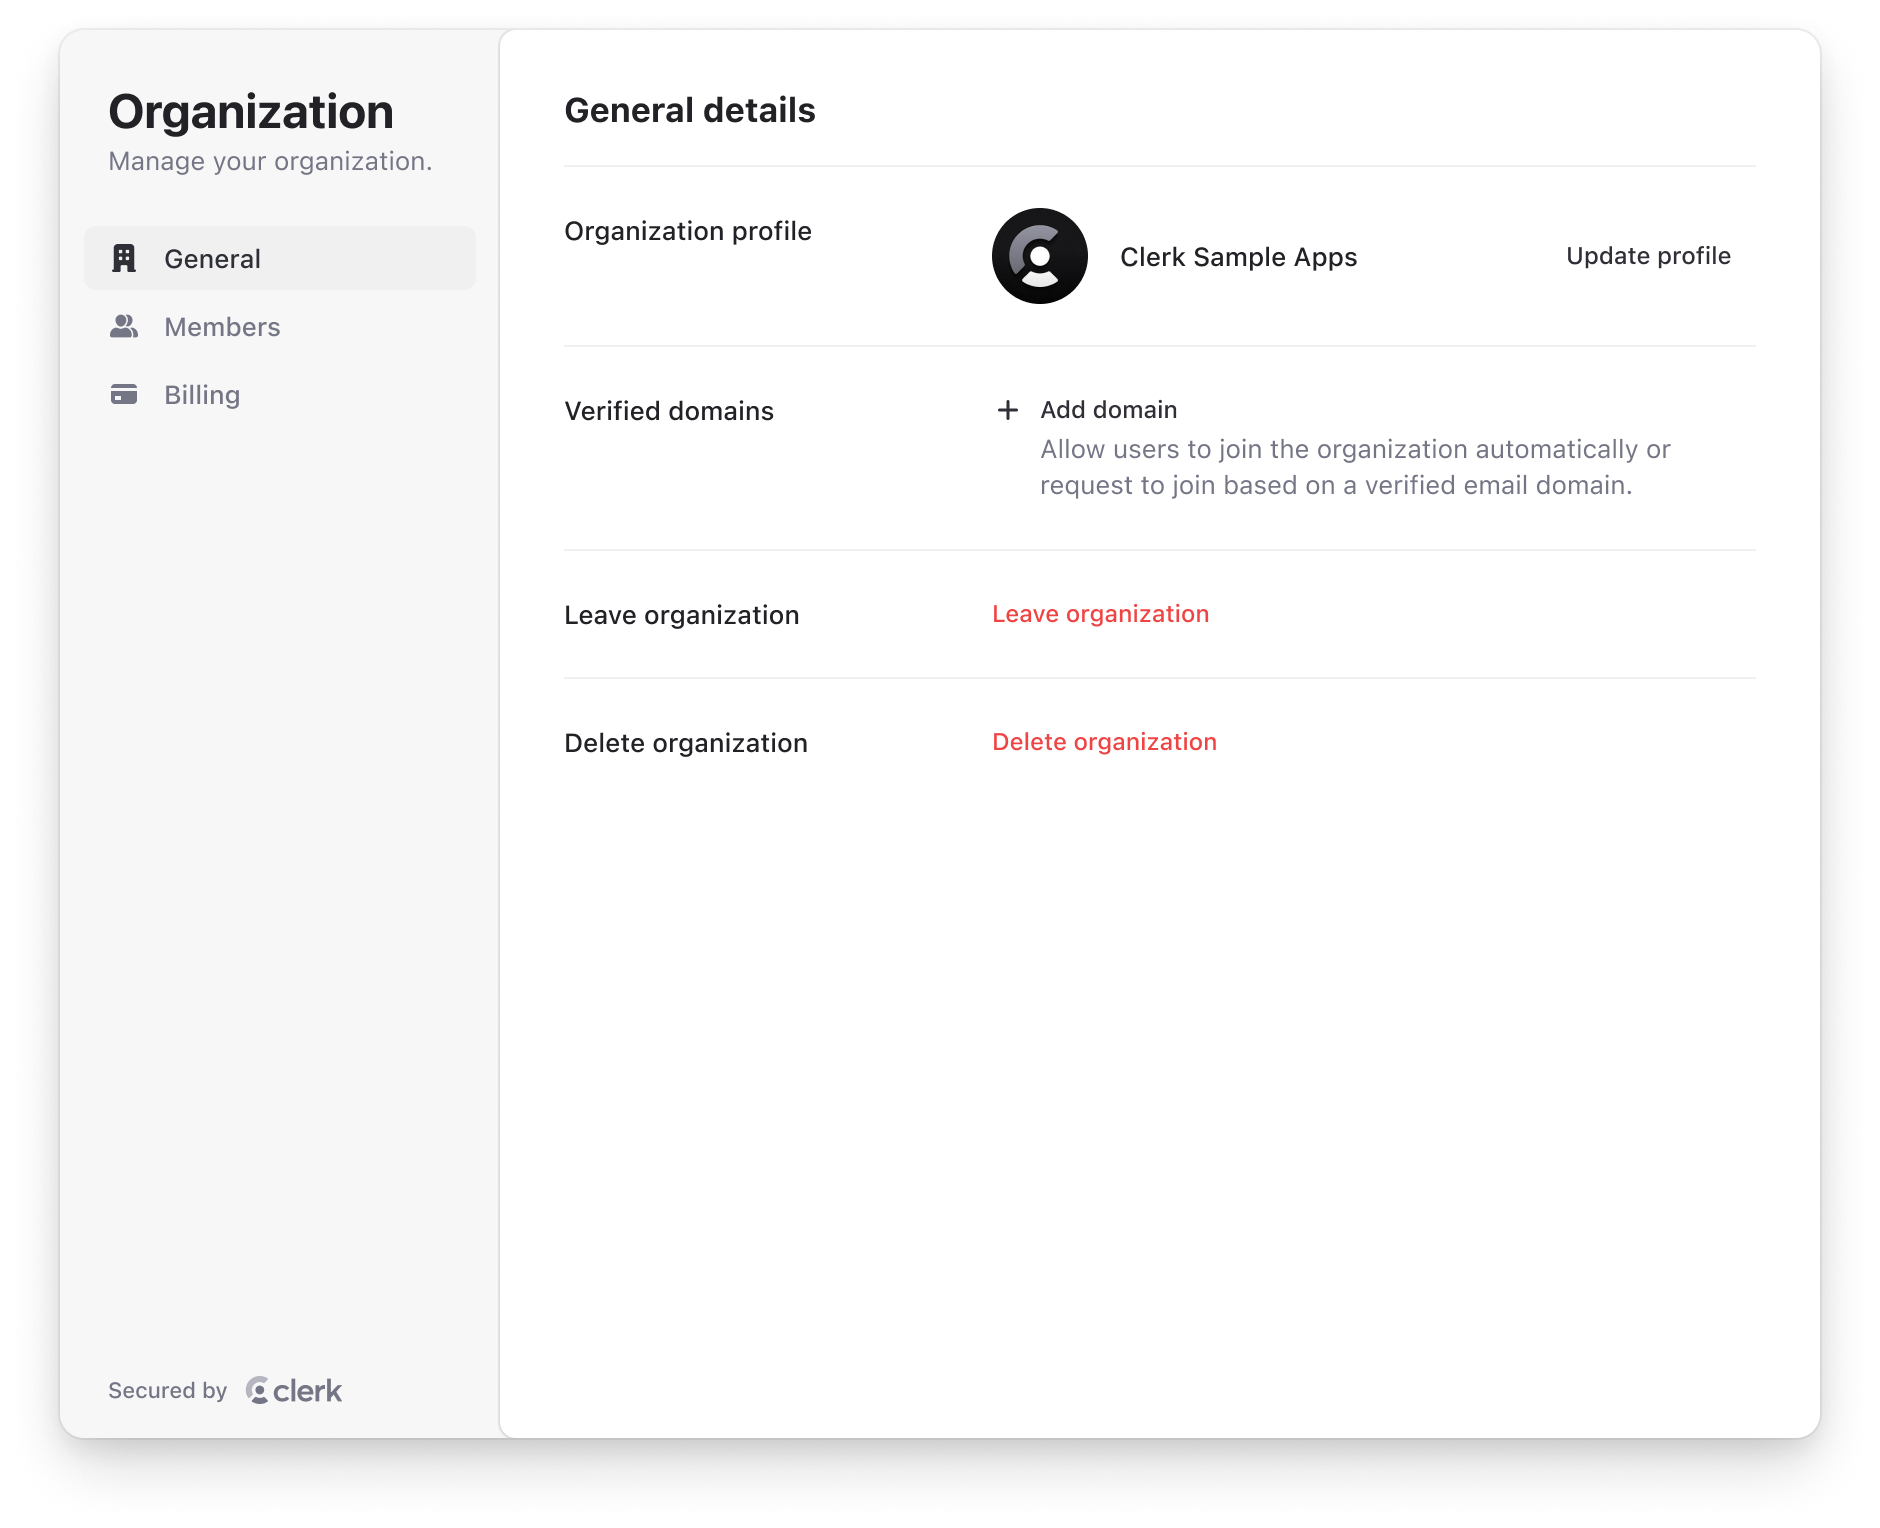 Organization
Manage your organization.
General
Members
Billing
Secured by clerk
General details
Organization profile
Clerk Sample Apps
Update profile
Verified domains
Add domain
Allow users to join the organization automatically or
request to join based on a verified email domain.
Leave organization
Leave organization
Delete organization
Delete organization